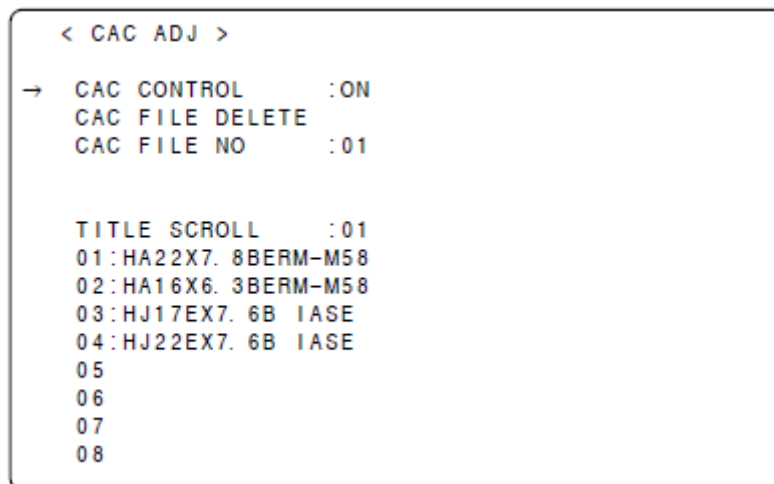 < CAC ADJ >
→ CAC CONTROL :ON
CAC FILE DELETE
CAC FILE NO :01
TITLE SCROLL :01
01:HA22X7. 8BERM-M58
02:HA16X6. 3BERM-M58
03:HJ17EX7. 6B IASE
04:HJ22EX7. 6B IASE
05
06
07
08